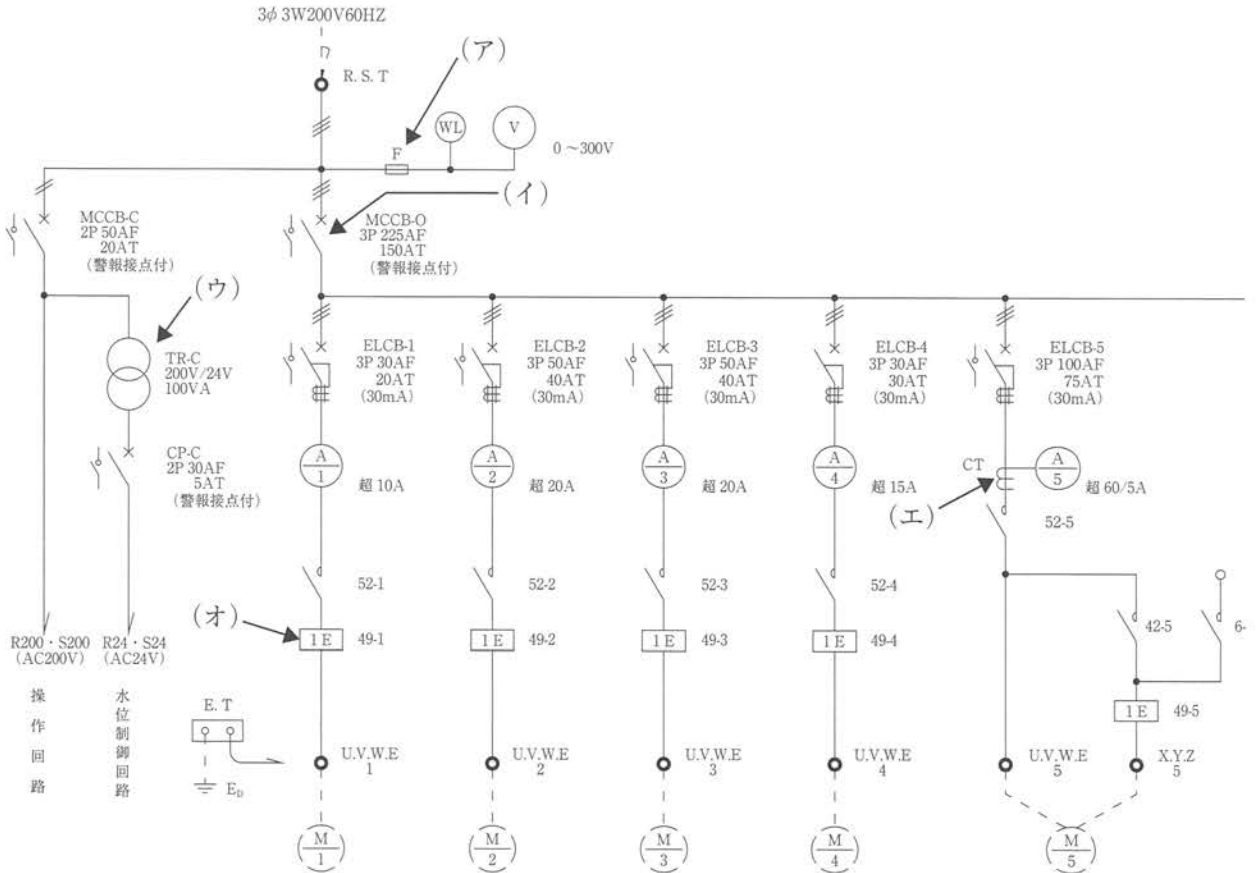 3φ 3W200V60HZ
(ア)
R. S. T
WL
V
F
0 ～300V
(イ)
MCCB-C
2P 50AF
20AT
(警報接点付)
MCCB-O
3P 225AF
150AT
(警報接点付)
(ウ)
TR-C
200V/24V
100VA
ELCB-1
3P 30AF
20AT
(30mA)
ELCB-2
3P 50AF
40AT
(30mA)
ELCB-3
3P 50AF
40AT
(30mA)
ELCB-4
3P 30AF
30AT
(30mA)
ELCB-5
3P 100AF
75AT
(30mA)
CP-C
2P 30AF
5AT
(警報接点付)
A
1
超 10A
A
2
超 20A
A
3
超 20A
A
4
超 15A
CT
A
5
超 60/5A
(エ)
52-1
52-2
52-3
52-4
52-5
(オ)
1 E
49-1
1 E
49-2
1 E
49-3
1 E
49-4
42-5
6-
1 E
49-5
R200・S200
(AC200V)
R24・S24
(AC24V)
操作回路
水位制御回路
E. T
E_D
U.V.W.E
1
U.V.W.E
2
U.V.W.E
3
U.V.W.E
4
U.V.W.E
5
X.Y.Z
5
M
1
M
2
M
3
M
4
M
5